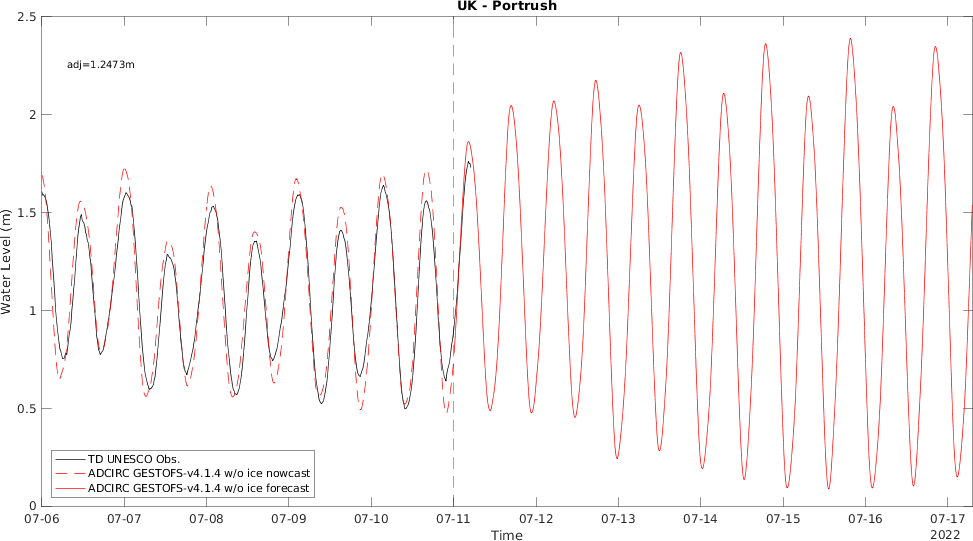 UK - Portrush
2.5
adj=1.2473m
2
1.5
Water Level (m)
1
0.5
TD UNESCO Obs.
ADCIRC GESTOFS-v4.1.4 w/o ice nowcast
ADCIRC GESTOFS-v4.1.4 w/o ice forecast
0
07-06 07-07 07-08 07-09 07-10 07-11 07-12 07-13 07-14 07-15 07-16 07-17
Time
2022